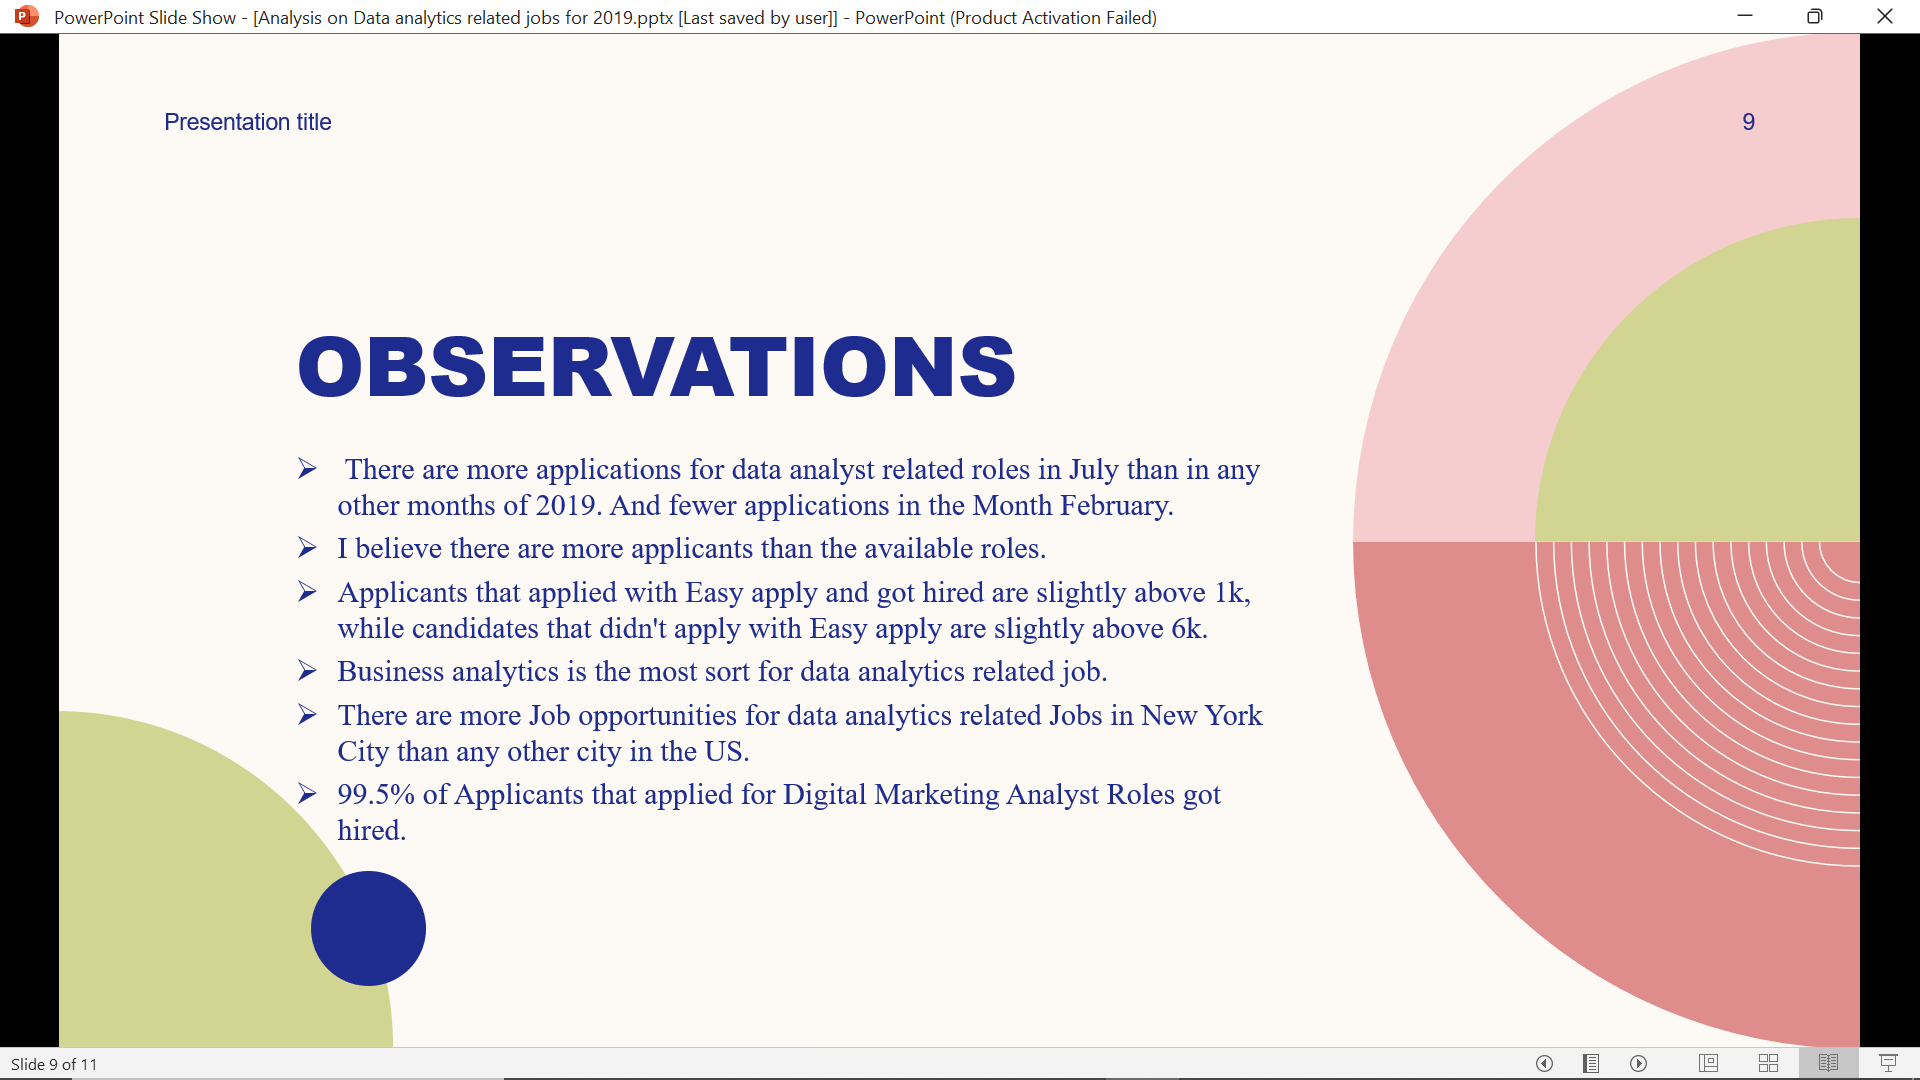 PowerPoint Slide Show - [Analysis on Data analytics related jobs for 2019.pptx [Last saved by user]] - PowerPoint (Product Activation Failed)
Presentation title
9
OBSERVATIONS
➢ There are more applications for data analyst related roles in July than in any
other months of 2019. And fewer applications in the Month February.
➢ I believe there are more applicants than the available roles.
➢ Applicants that applied with Easy apply and got hired are slightly above 1k,
while candidates that didn't apply with Easy apply are slightly above 6k.
➢ Business analytics is the most sort for data analytics related job.
➢ There are more Job opportunities for data analytics related Jobs in New York
City than any other city in the US.
➢ 99.5% of Applicants that applied for Digital Marketing Analyst Roles got
hired.
Slide 9 of 11